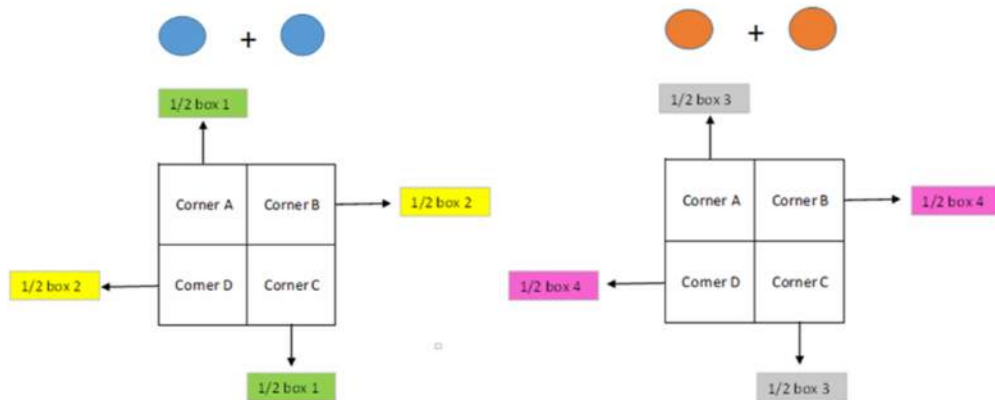 +
+
1/2 box 1
1/2 box 3
Corner A
Corner B
1/2 box 2
Corner A
Corner B
1/2 box 4
1/2 box 2
Corner D
Corner C
1/2 box 4
Corner D
Corner C
1/2 box 1
1/2 box 3